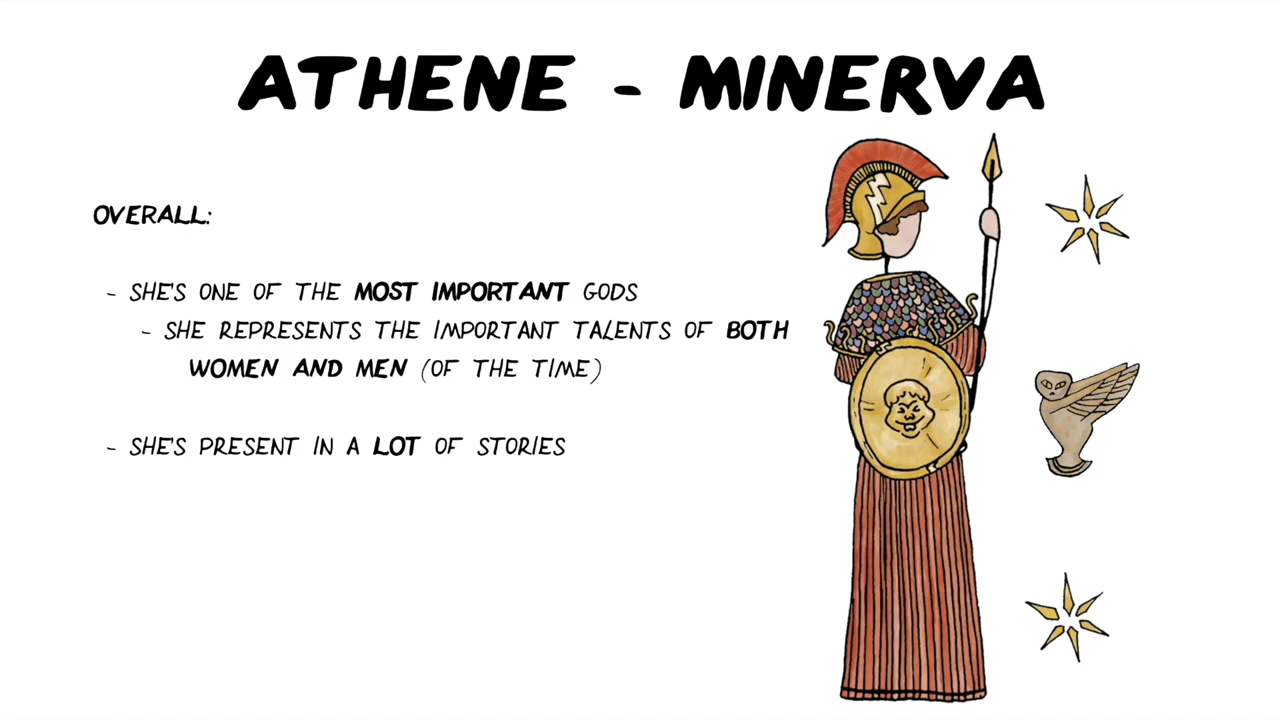 ATHENE - MINERVA
OVERALL:
- SHE'S ONE OF THE MOST IMPORTANT GODS
- SHE REPRESENTS THE IMPORTANT TALENTS OF BOTH
WOMEN AND MEN (OF THE TIME)
- SHE'S PRESENT IN A LOT OF STORIES